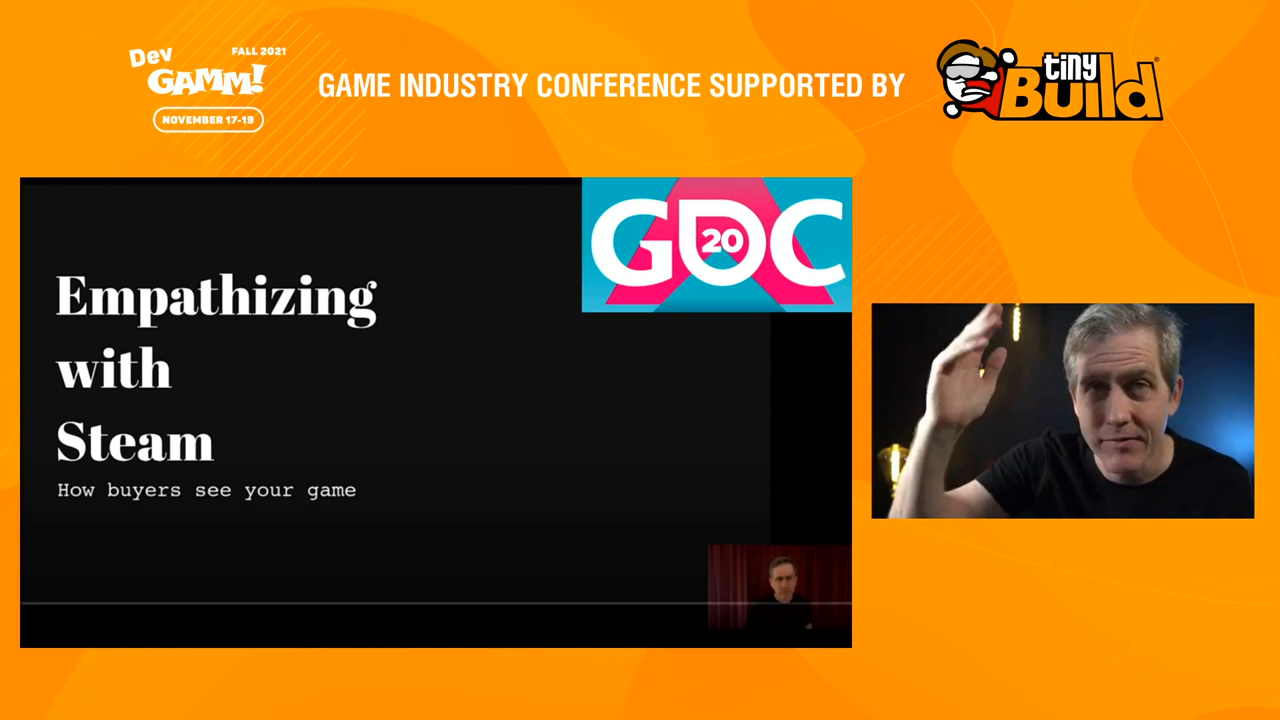 Dev
GAMM!
FALL 2021
NOVEMBER 17-19
GAME INDUSTRY CONFERENCE SUPPORTED BY
tiny
Build
GDC
20
Empathizing
with
Steam
How buyers see your game